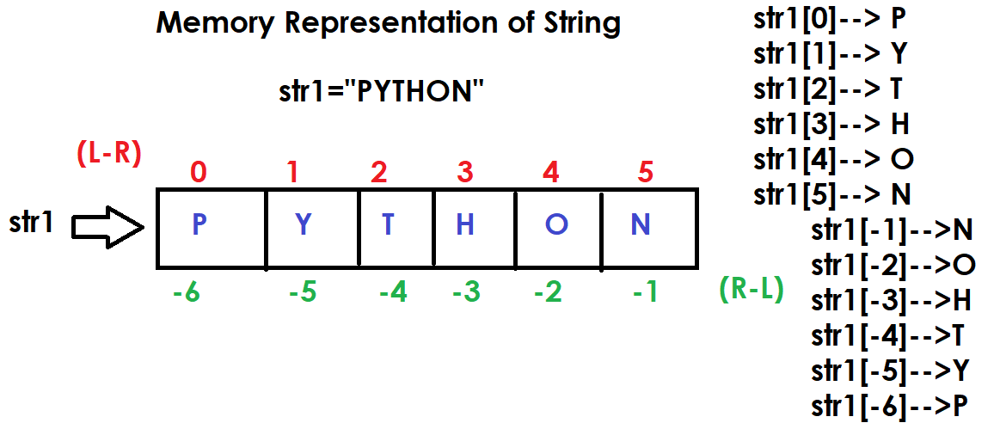 Memory Representation of String
str1="PYTHON"
(L-R)
0 1 2 3 4 5
str1
P Y T H O N
-6 -5 -4 -3 -2 -1
(R-L)
str1[0]--> P
str1[1]--> Y
str1[2]--> T
str1[3]--> H
str1[4]--> O
str1[5]--> N
str1[-1]-->N
str1[-2]-->O
str1[-3]-->H
str1[-4]-->T
str1[-5]-->Y
str1[-6]-->P